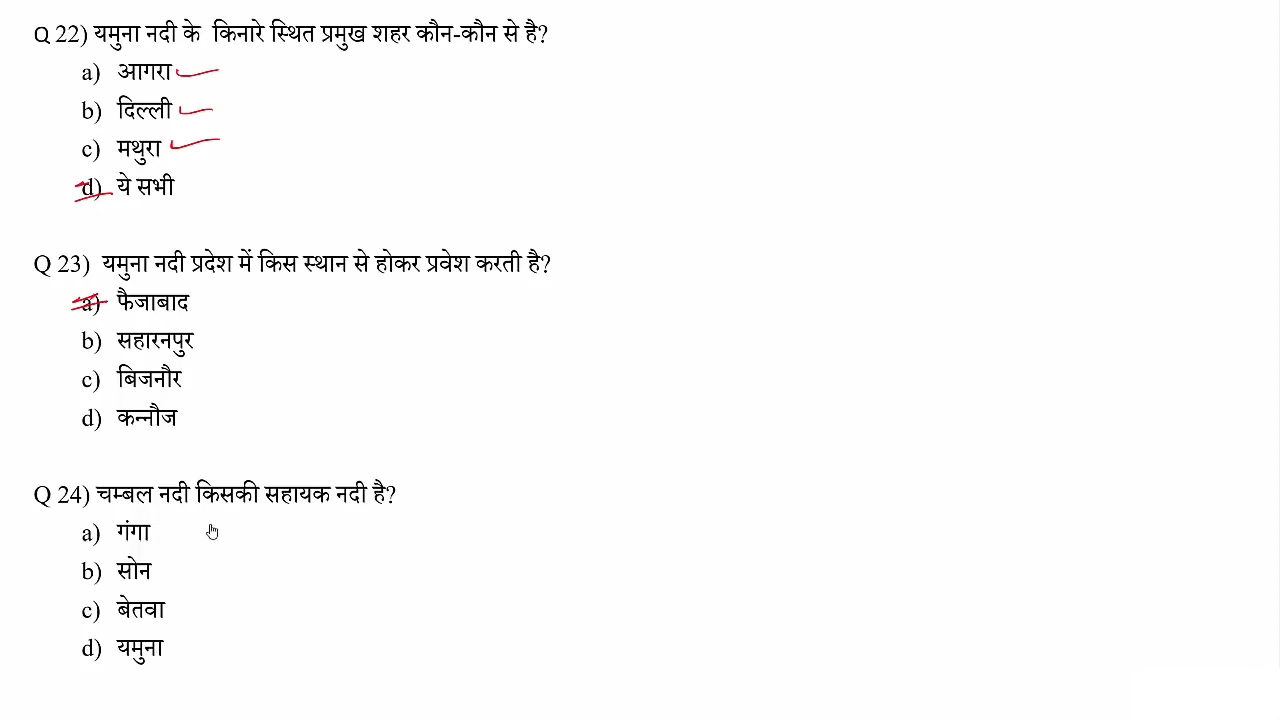 Q 22) यमुना नदी के  किनारे स्थित प्रमुख शहर कौन-कौन से है?
a) आगरा
b) दिल्ली
c) मथुरा
d) ये सभी
Q 23)  यमुना नदी प्रदेश में किस स्थान से होकर प्रवेश करती है?
a) फैजाबाद
b) सहारनपुर
c) बिजनौर
d) कन्नौज
Q 24) चम्बल नदी किसकी सहायक नदी है?
a) गंगा
b) सोन
c) बेतवा
d) यमुना